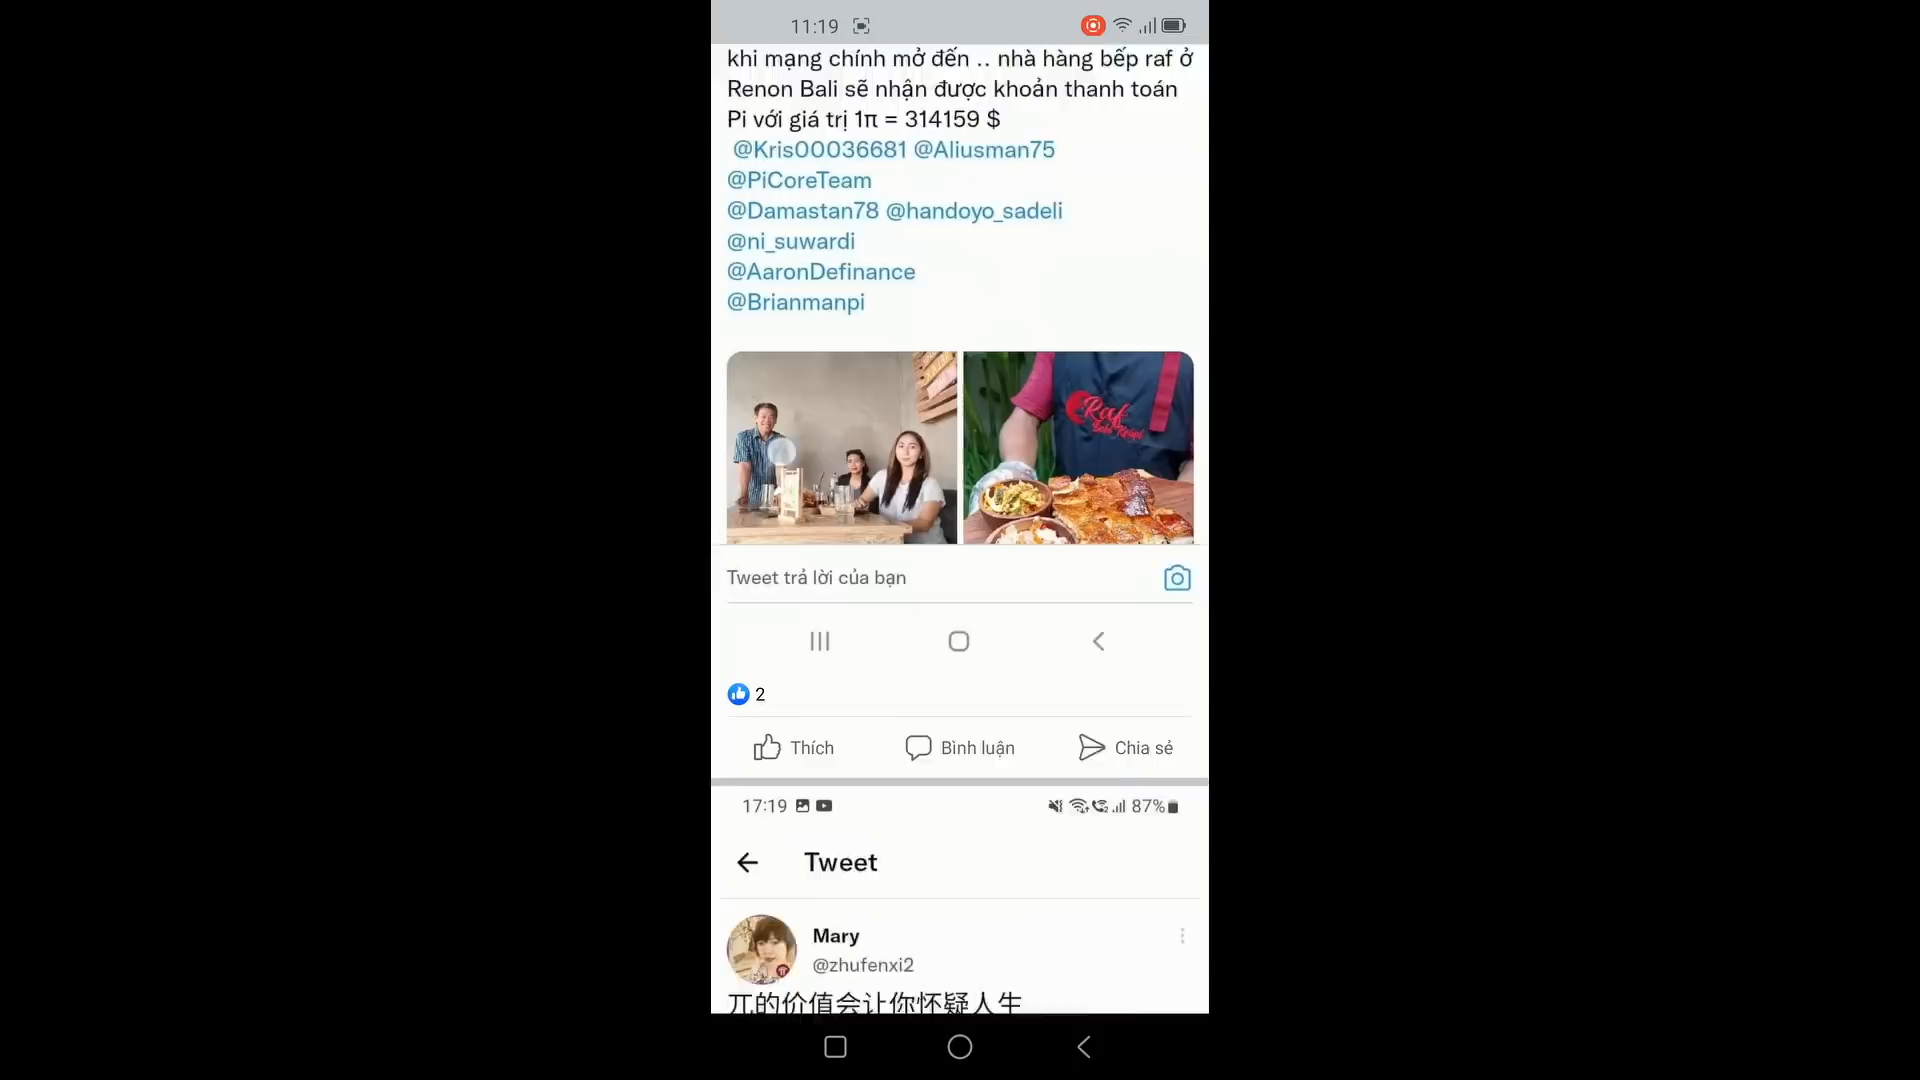 11:19
khi mạng chính mở đến .. nhà hàng bếp raf ở
Renon Bali sẽ nhận được khoản thanh toán
Pi với giá trị 1π = 314159 $
@Kris00036681 @Aliusman75
@PiCoreTeam
@Damastan78 @handoyo_sadeli
@ni_suwardi
@AaronDefinance
@Brianmanpi
Raf
Tweet trả lời của bạn
2
Thích
Bình luận
Chia sẻ
17:19
87%
Tweet
Mary
@zhufenxi2
兀的价值会让你怀疑人生